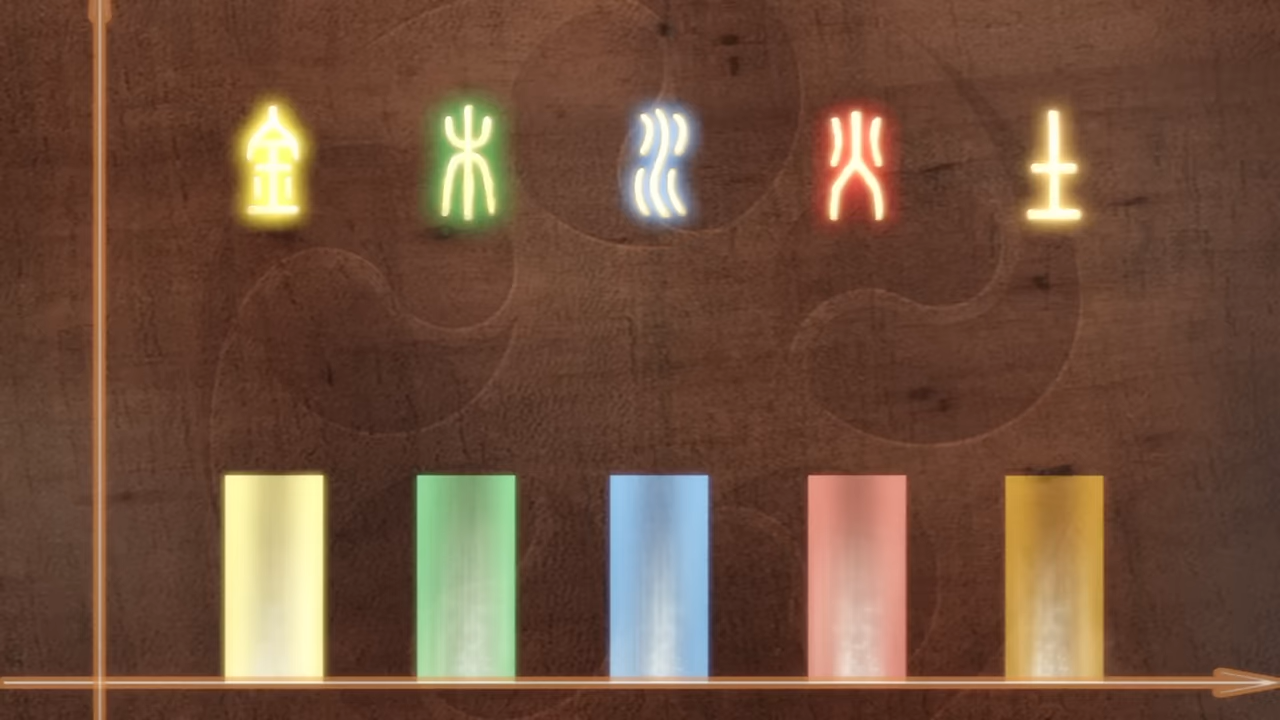 金 木 水 火 土